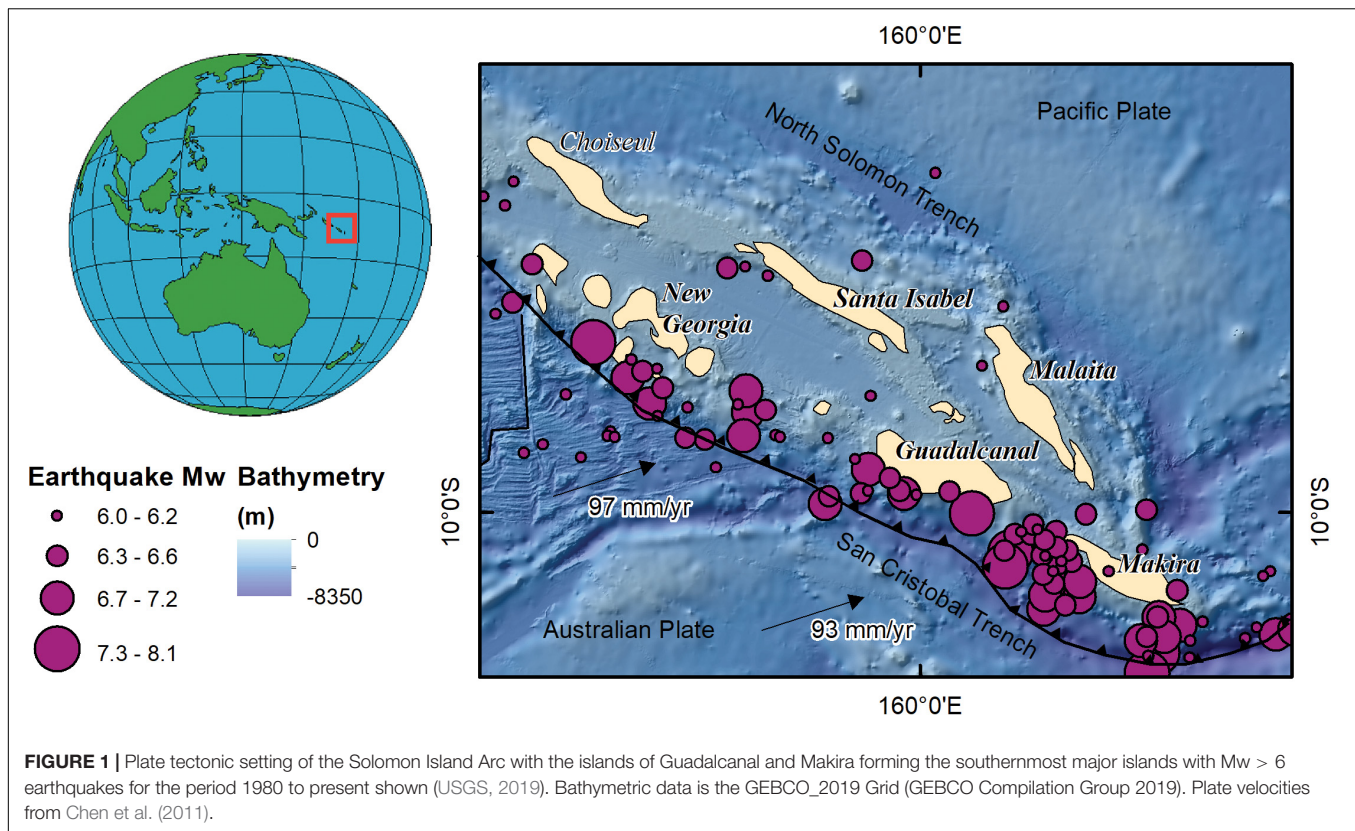 160°0'E
Pacific Plate
North Solomon Trench
Choiseul
New
Georgia
Santa Isabel
Malaita
Guadalcanal
97 mm/yr
10°0'S
10°0'S
San Cristobal Trench
Makira
Australian Plate
93 mm/yr
160°0'E
Earthquake Mw
6.0 - 6.2
6.3 - 6.6
6.7 - 7.2
7.3 - 8.1
Bathymetry
(m)
0
-8350
FIGURE 1 | Plate tectonic setting of the Solomon Island Arc with the islands of Guadalcanal and Makira forming the southernmost major islands with Mw > 6
earthquakes for the period 1980 to present shown (USGS, 2019). Bathymetric data is the GEBCO_2019 Grid (GEBCO Compilation Group 2019). Plate velocities
from Chen et al. (2011).